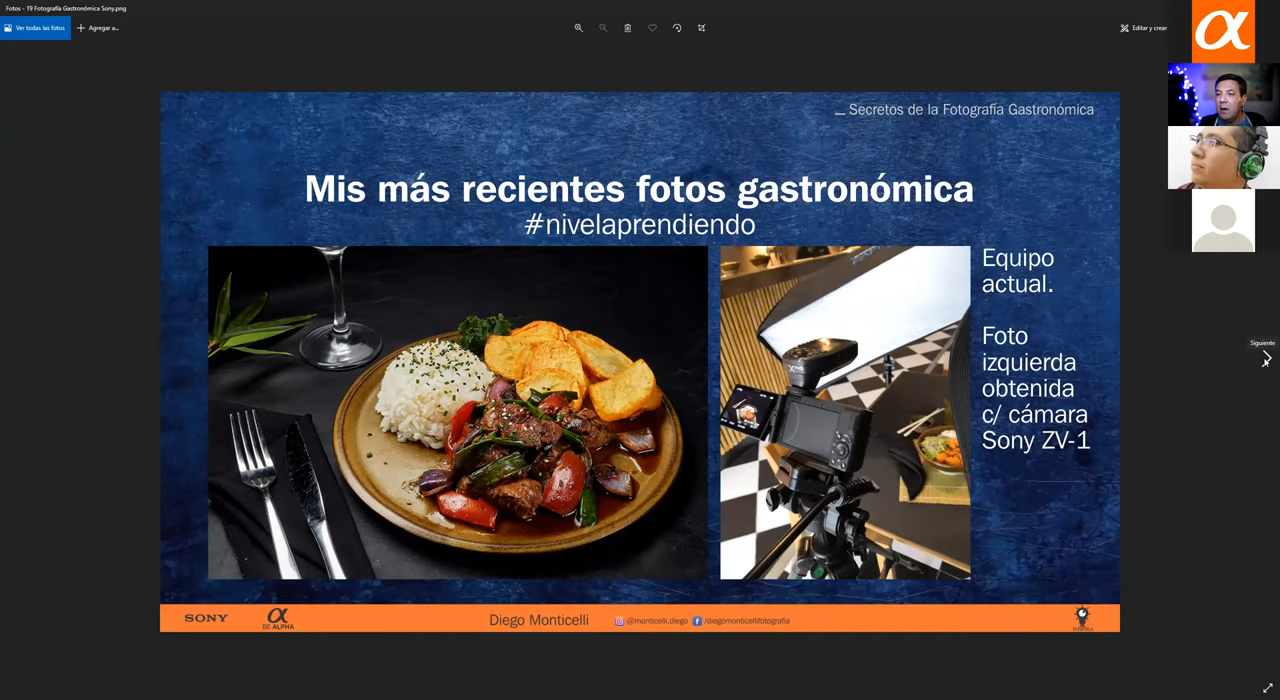 Fotos - 19 Fotografía Gastronómica Sony.png
Ver todas las fotos
Agregar a...
Editar y crear
α
_ Secretos de la Fotografía Gastronómica
Mis más recientes fotos gastronómica
#nivelaprendiendo
Equipo
actual.
Foto
izquierda
obtenida
c/ cámara
Sony ZV-1
Siguiente
SONY
α
BE ALPHA
Diego Monticelli
@monticelli.diego
/diegomonticellifotografia
INSPIRA